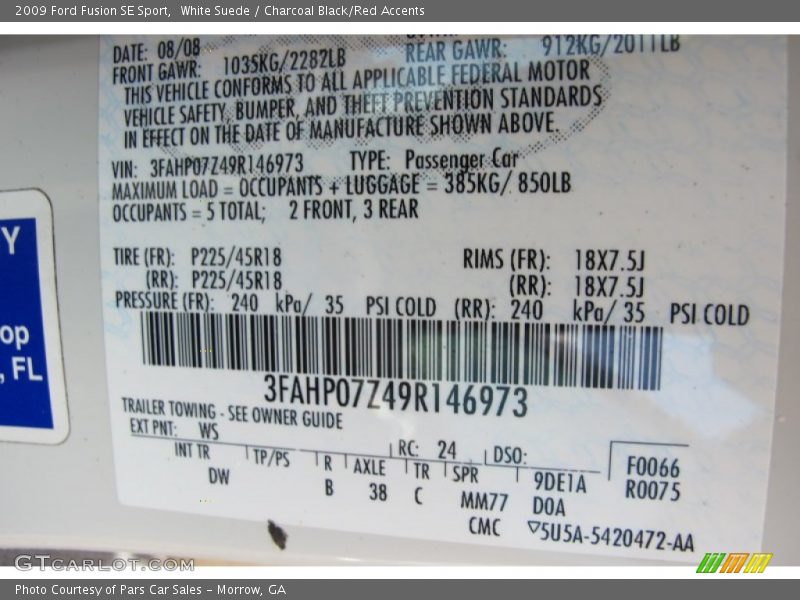 2009 Ford Fusion SE Sport,  White Suede / Charcoal Black/Red Accents
DATE: 08/08
FRONT GAWR: 1035KG/2282LB REAR GAWR: 912KG/2011LB
THIS VEHICLE CONFORMS TO ALL APPLICABLE FEDERAL MOTOR
VEHICLE SAFETY, BUMPER, AND THEFT PREVENTION STANDARDS
IN EFFECT ON THE DATE OF MANUFACTURE SHOWN ABOVE.
VIN: 3FAHP07Z49R146973 TYPE: Passenger Car
MAXIMUM LOAD = OCCUPANTS + LUGGAGE = 385KG/ 850LB
OCCUPANTS = 5 TOTAL; 2 FRONT, 3 REAR
TIRE (FR): P225/45R18 RIMS (FR): 18X7.5J
(RR): P225/45R18 (RR): 18X7.5J
PRESSURE (FR): 240 kPa/ 35 PSI COLD (RR): 240 kPa/ 35 PSI COLD
3FAHP07Z49R146973
TRAILER TOWING - SEE OWNER GUIDE
EXT PNT: WS RC: 24 DSO: F0066
INT TR TP/PS R AXLE TR SPR 9DE1A R0075
DW B 38 C MM77 D0A
CMC ▽5U5A-5420472-AA
Y
op
, FL
GTCarLot.com
Photo Courtesy of Pars Car Sales - Morrow, GA